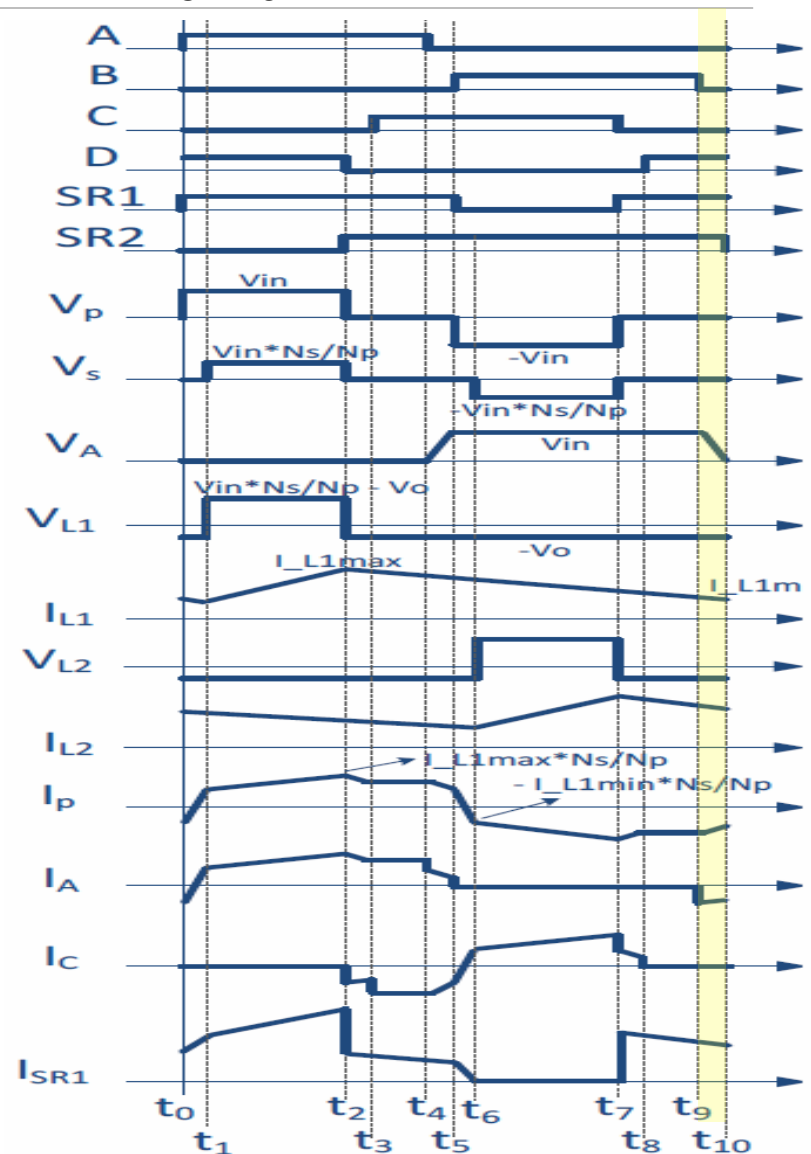 A
B
C
D
SR1
SR2
Vin
Vp
Vin*Ns/Np
-Vin
Vs
-Vin*Ns/Np
VA
Vin
Vin*Ns/Np - Vo
VL1
-Vo
I_L1max
I_L1m
IL1
VL2
IL2
I_L1max*Ns/Np
- I_L1min*Ns/Np
Ip
IA
IC
ISR1
t0 t2 t4 t6 t7 t9
t1 t3 t5 t8 t10